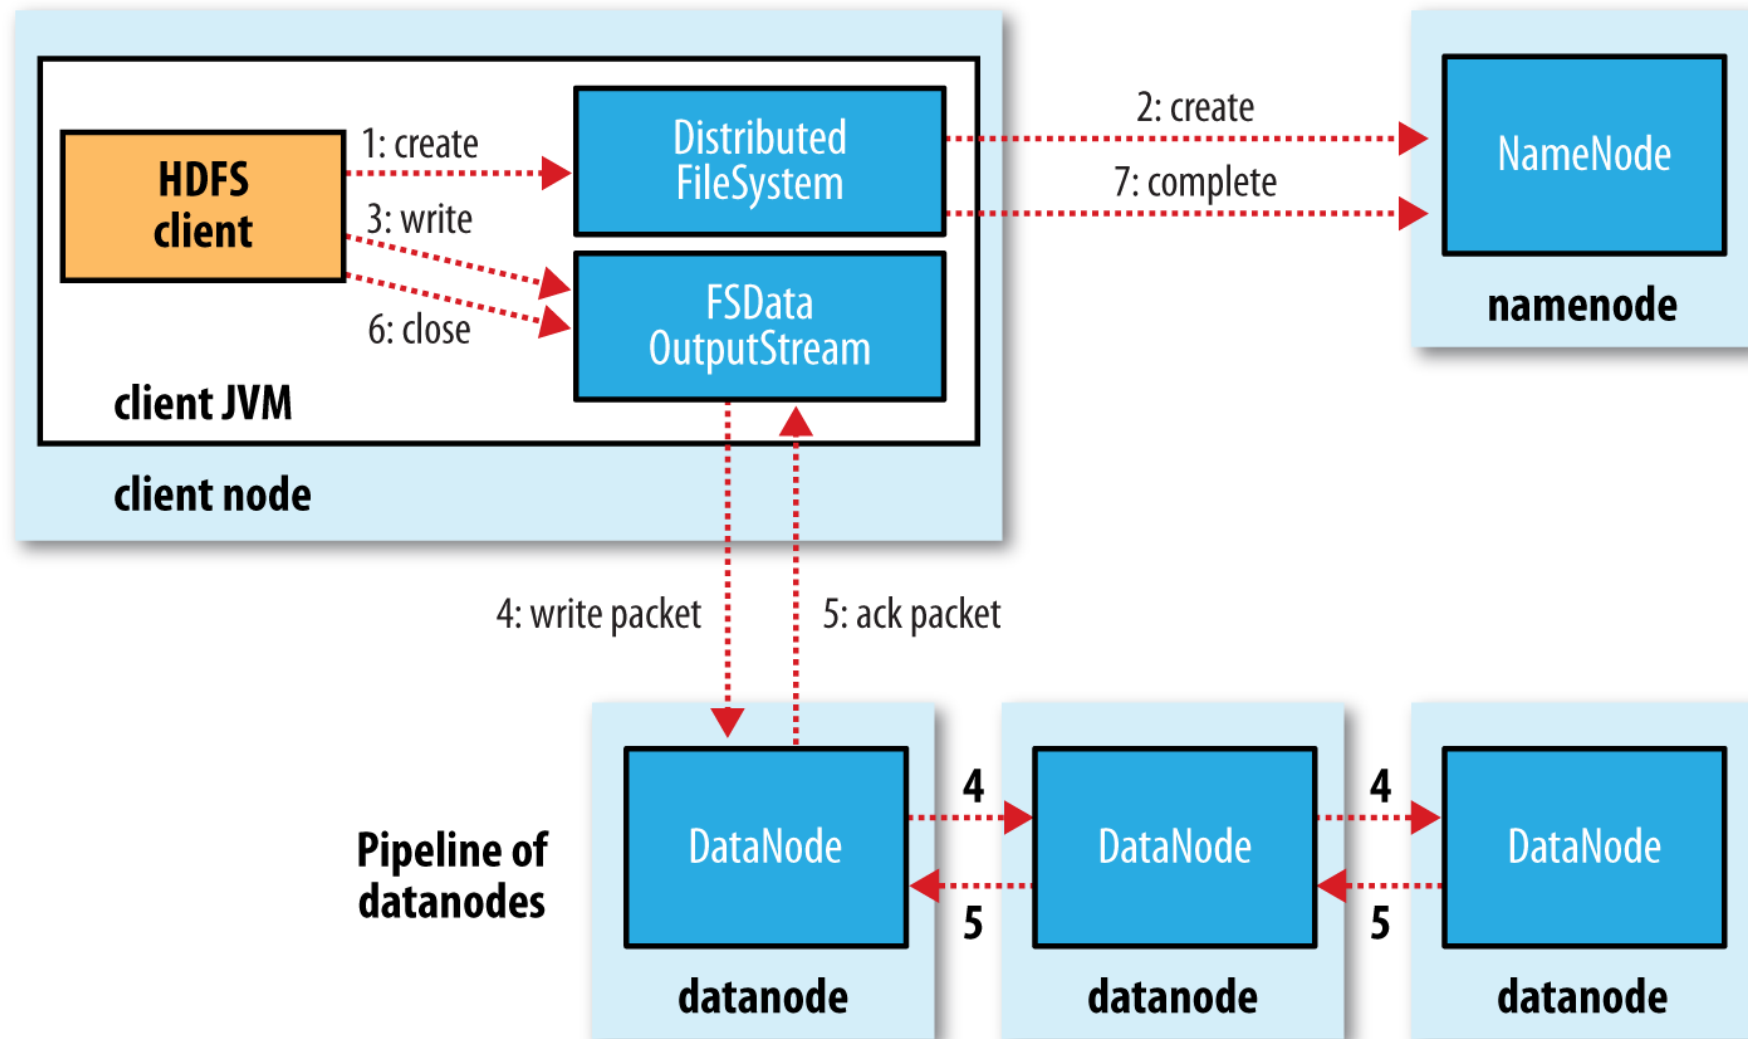 1: create
HDFS
client
3: write
6: close
Distributed
FileSystem
FSData
OutputStream
client JVM
client node
2: create
7: complete
NameNode
namenode
4: write packet
5: ack packet
Pipeline of
datanodes
DataNode
datanode
4
5
DataNode
datanode
4
5
DataNode
datanode